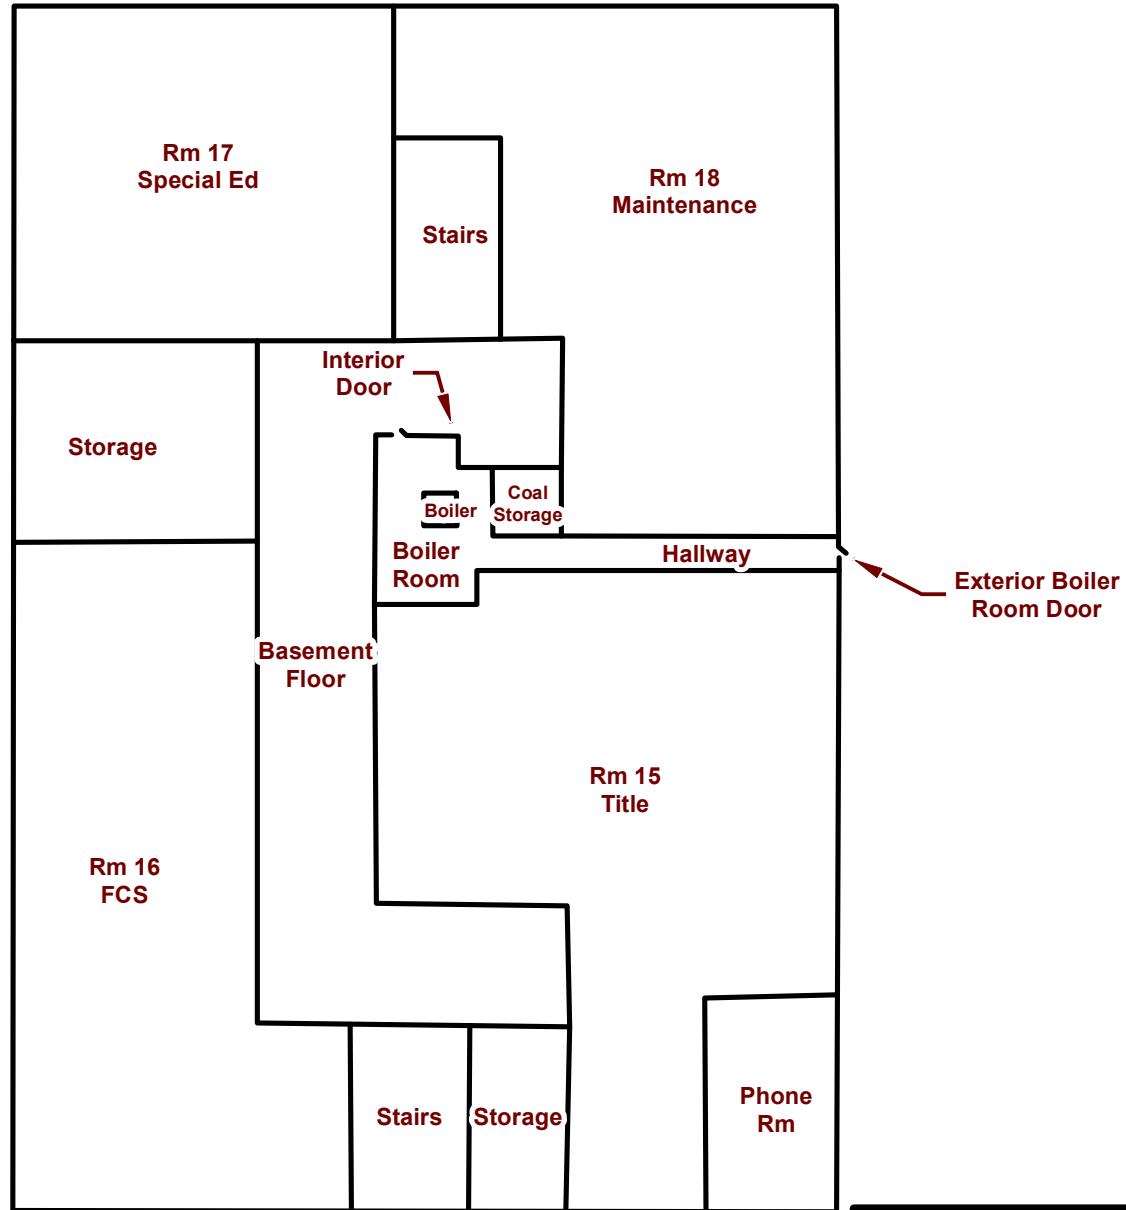 Rm 17
Special Ed
Rm 18
Maintenance
Stairs
Interior
Door
Storage
Coal
Storage
Boiler
Boiler
Room
Hallway
Exterior Boiler
Room Door
Basement
Floor
Rm 15
Title
Rm 16
FCS
Phone
Rm
Stairs
Storage